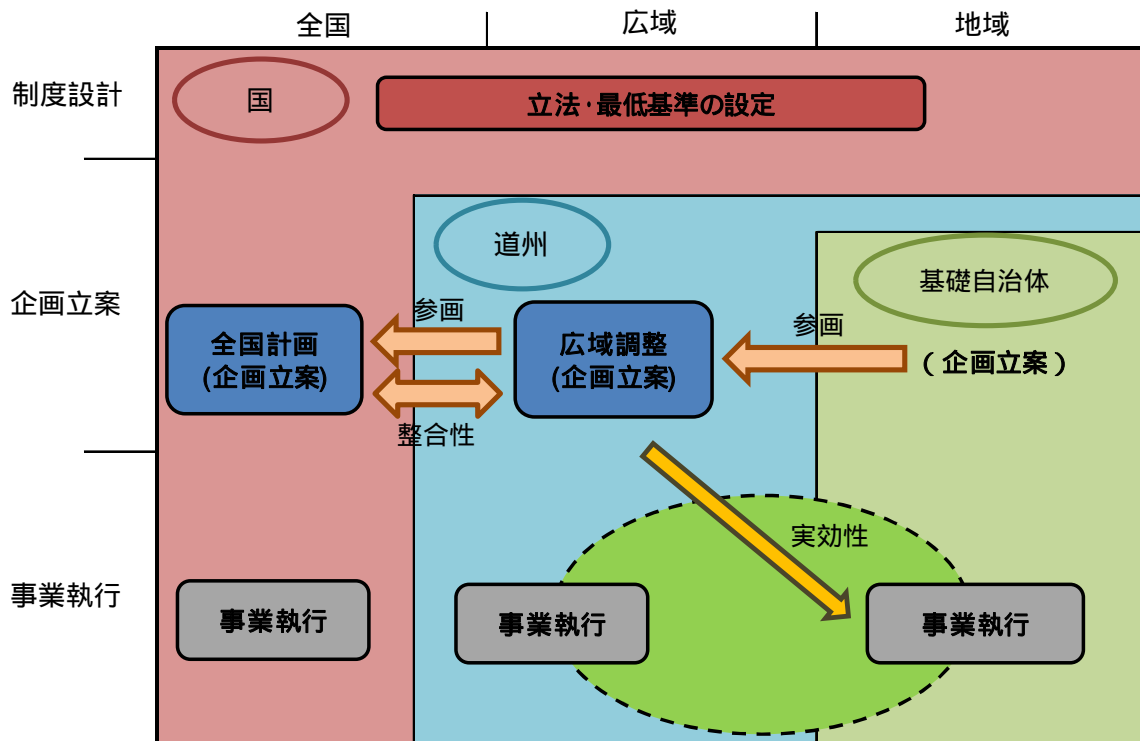 全国
広域
地域
制度設計
国
立法・最低基準の設定
道州
基礎自治体
企画立案
参画
参画
全国計画
(企画立案)
広域調整
(企画立案)
（企画立案）
整合性
実効性
事業執行
事業執行
事業執行
事業執行